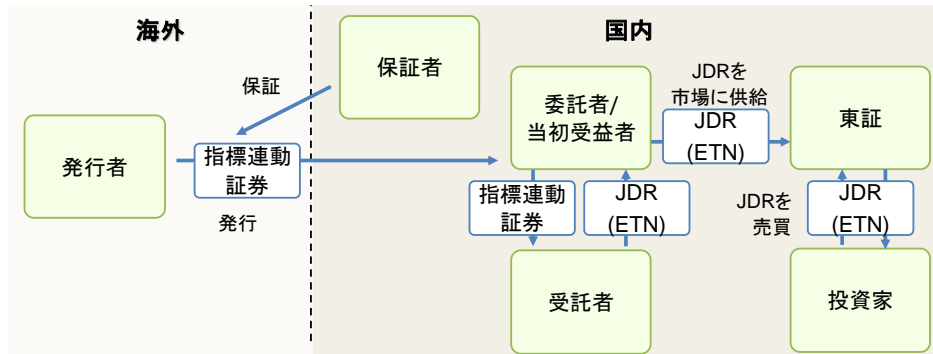 海外
国内
保証者
保証
発行者
指標連動
証券
発行
委託者/
当初受益者
JDRを
市場に供給
JDR
(ETN)
東証
指標連動
証券
JDR
(ETN)
JDRを
売買
JDR
(ETN)
受託者
投資家